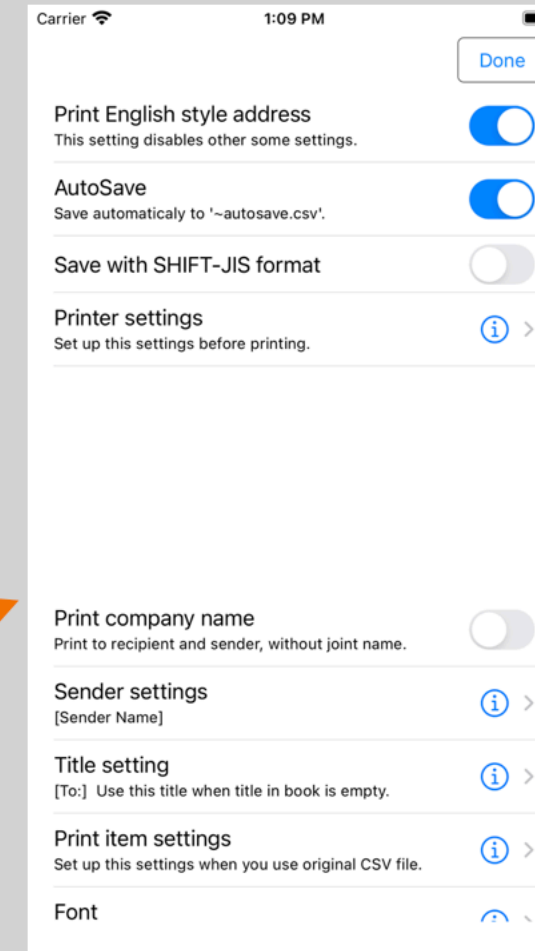 Carrier
1:09 PM
Done
Print English style address
This setting disables other some settings.
AutoSave
Save automaticaly to '~autosave.csv'.
Save with SHIFT-JIS format
Printer settings
Set up this settings before printing.
Print company name
Print to recipient and sender, without joint name.
Sender settings
[Sender Name]
Title setting
[To:] Use this title when title in book is empty.
Print item settings
Set up this settings when you use original CSV file.
Font